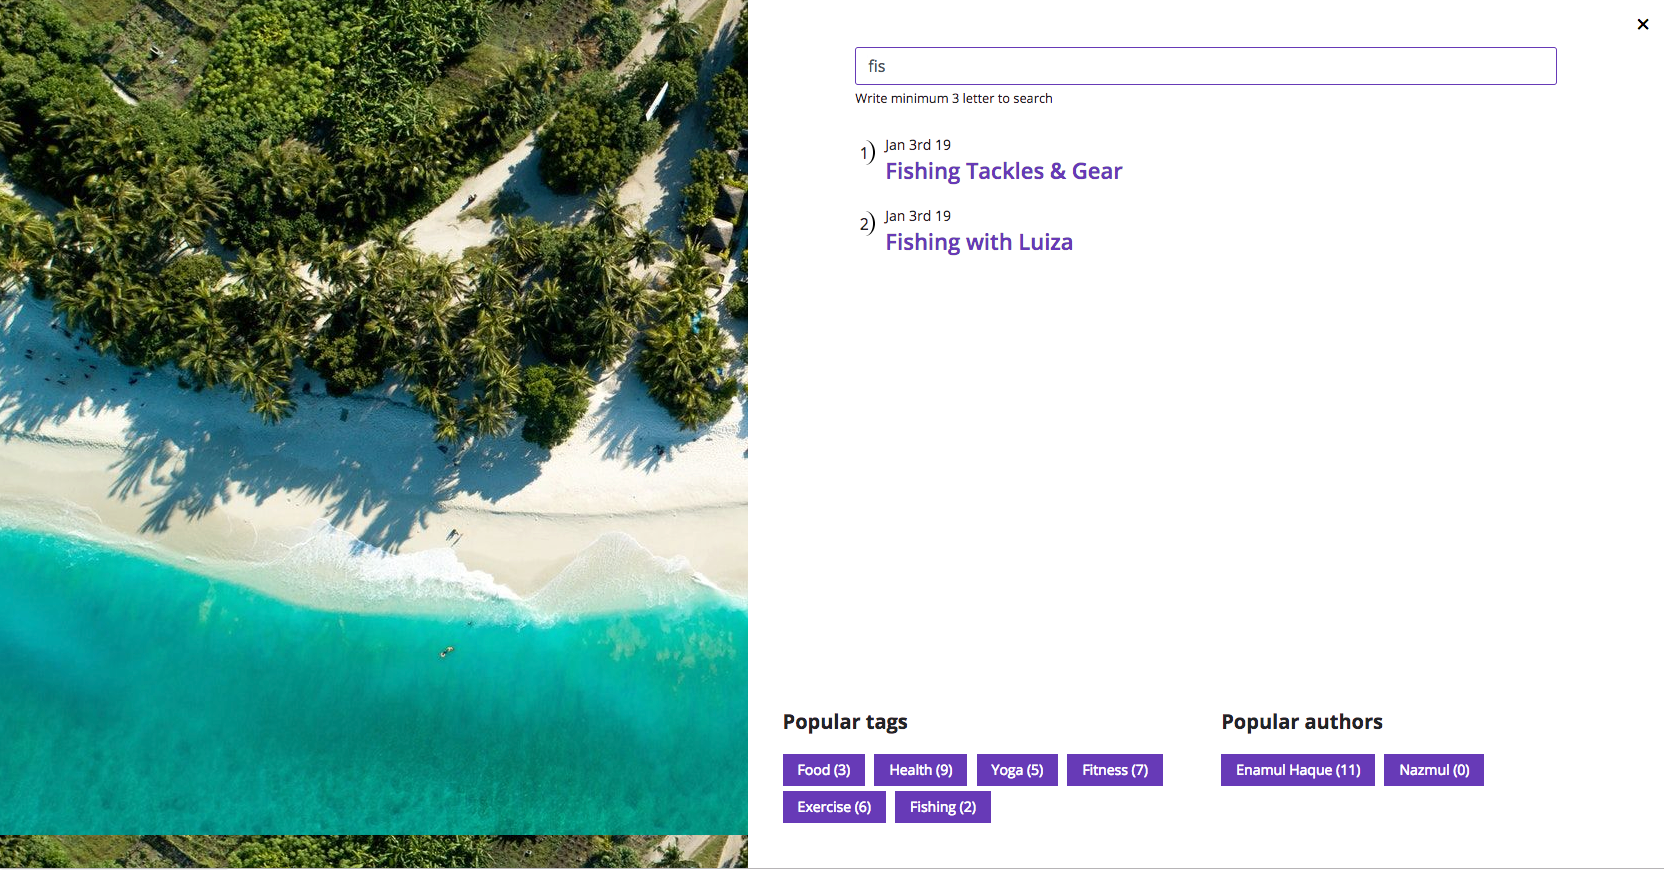 ×
fis
Write minimum 3 letter to search
1) Jan 3rd 19
Fishing Tackles & Gear
2) Jan 3rd 19
Fishing with Luiza
Popular tags
Food (3) Health (9) Yoga (5) Fitness (7)
Exercise (6) Fishing (2)
Popular authors
Enamul Haque (11) Nazmul (0)